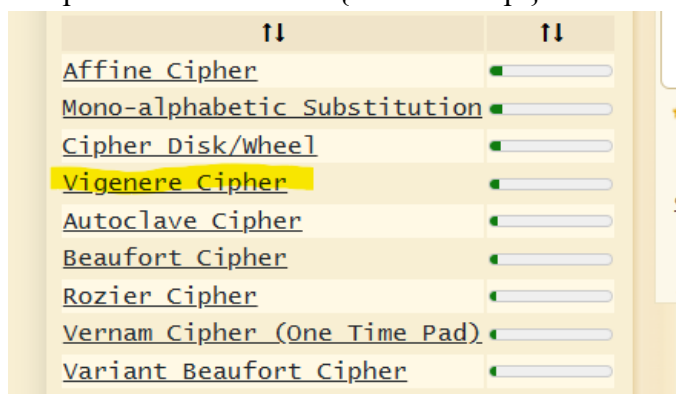 ↑↓ ↑↓
Affine Cipher
Mono-alphabetic Substitution
Cipher Disk/Wheel
Vigenere Cipher
Autoclave Cipher
Beaufort Cipher
Rozier Cipher
Vernam Cipher (One Time Pad)
Variant Beaufort Cipher